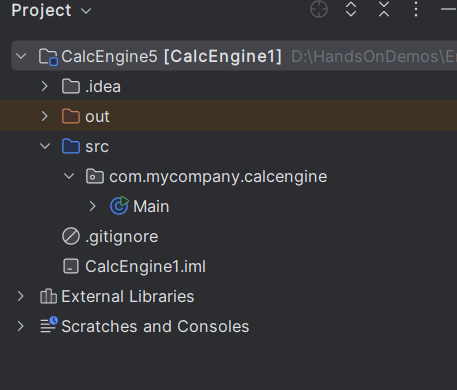 Project
CalcEngine5 [CalcEngine1] D:\HandsOnDemos\
.idea
out
src
com.mycompany.calcengine
Main
.gitignore
CalcEngine1.iml
External Libraries
Scratches and Consoles